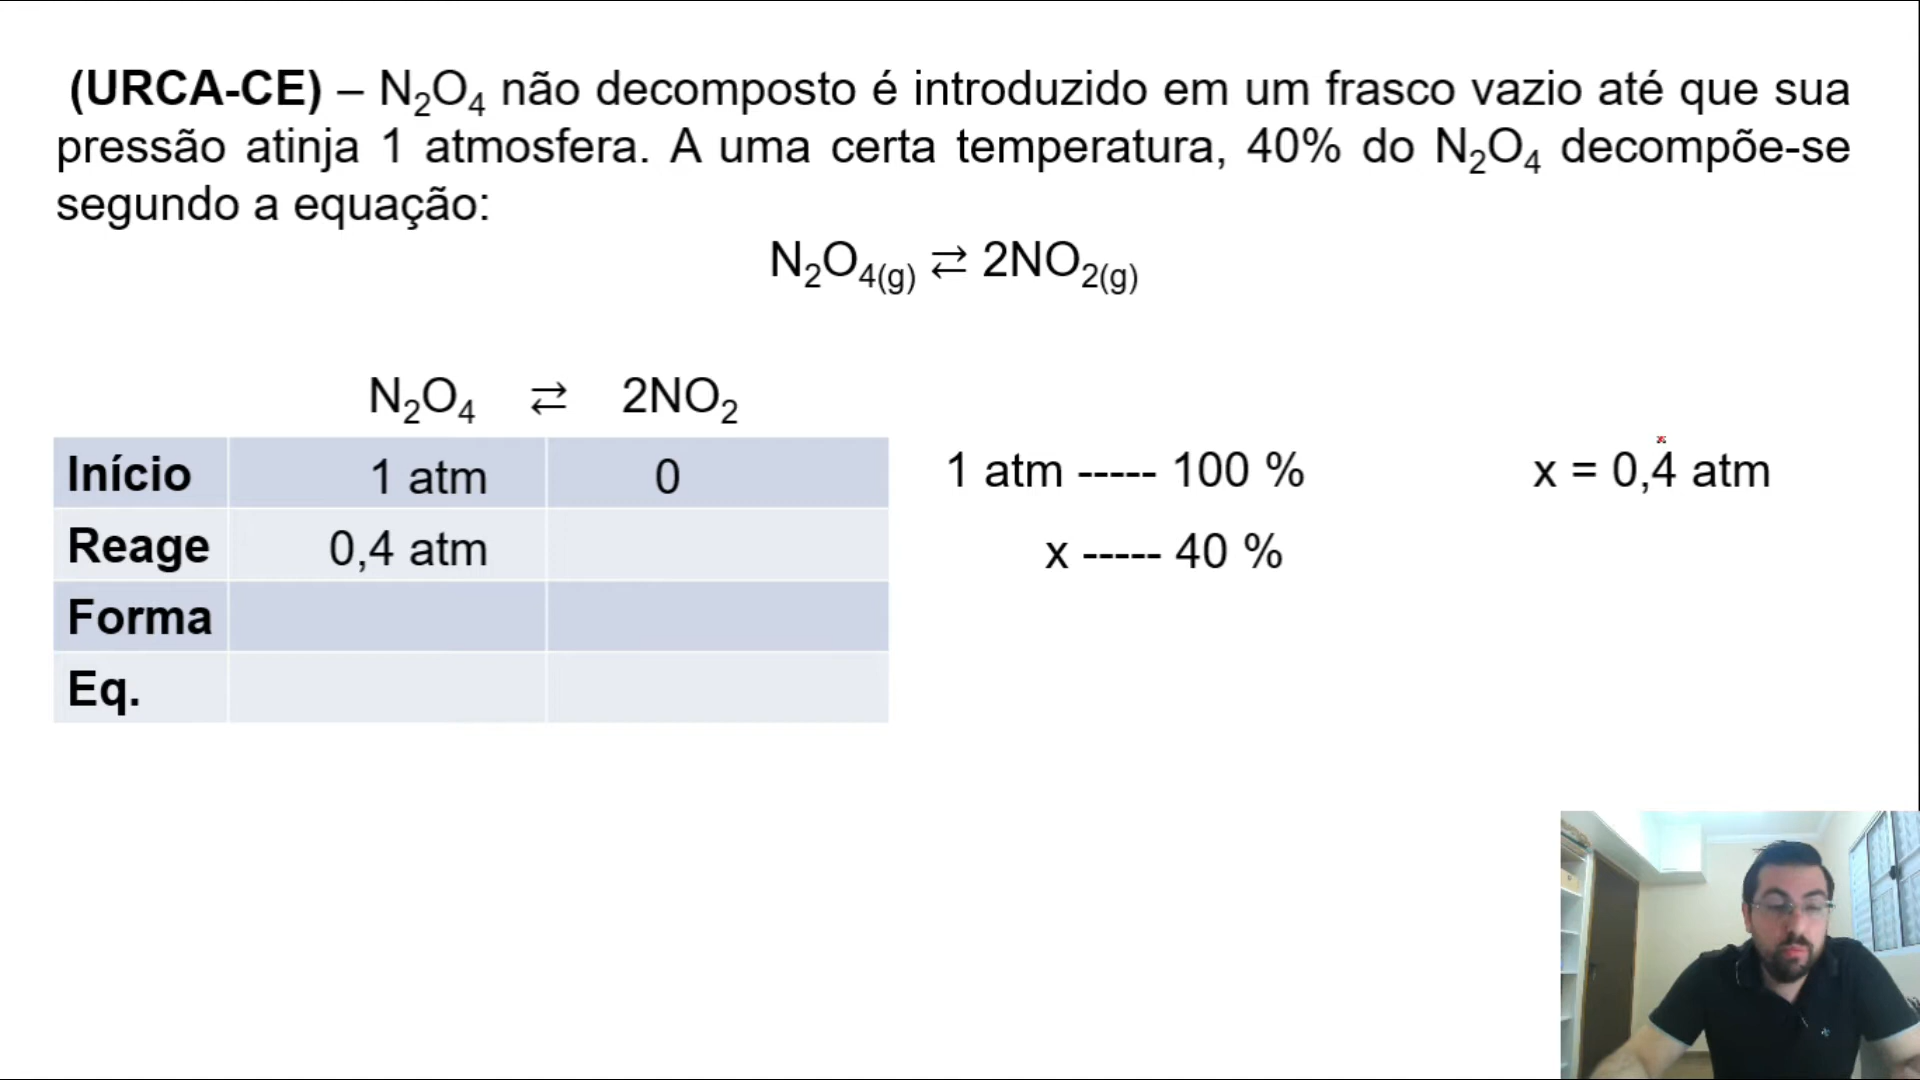 (URCA-CE) – N₂O₄ não decomposto é introduzido em um frasco vazio até que sua
pressão atinja 1 atmosfera. A uma certa temperatura, 40% do N₂O₄ decompõe-se
segundo a equação:
N₂O₄(g) ⇄ 2NO₂(g)
N₂O₄ ⇄ 2NO₂
Início 1 atm 0
Reage 0,4 atm
Forma
Eq.
1 atm ----- 100 %
x ----- 40 %
x = 0,4 atm